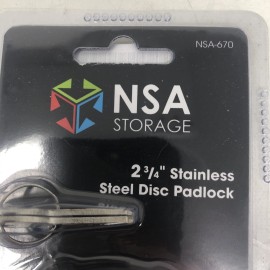 NSA-670
NSA
STORAGE
2 3/4" Stainless
Steel Disc Padlock